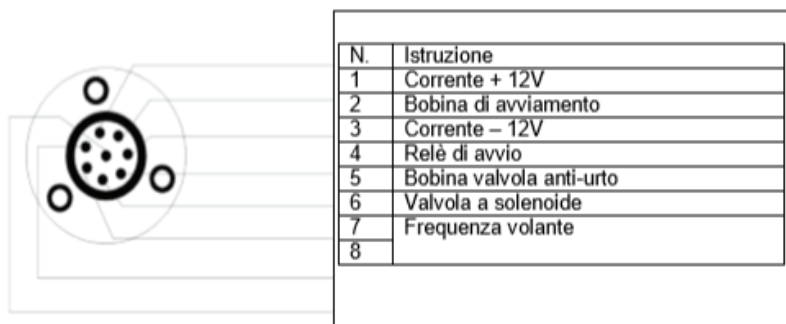 N. Istruzione
1 Corrente + 12V
2 Bobina di avviamento
3 Corrente – 12V
4 Relè di avvio
5 Bobina valvola anti-urto
6 Valvola a solenoide
7 Frequenza volante
8